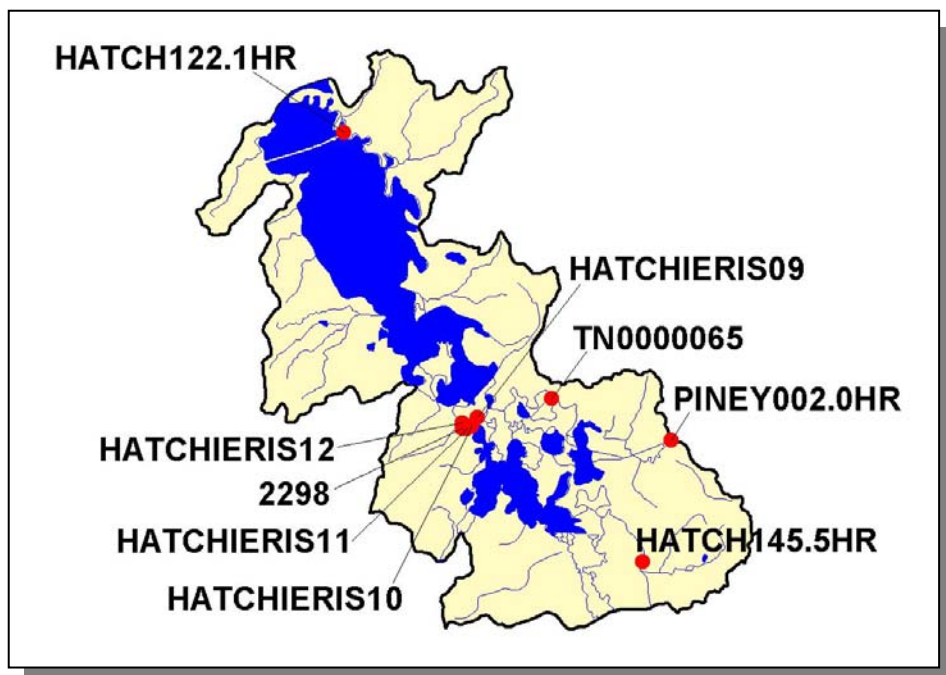 HATCH122.1HR
HATCHIERIS09
TN0000065
PINEY002.0HR
HATCHIERIS12
2298
HATCHIERIS11
HATCH145.5HR
HATCHIERIS10